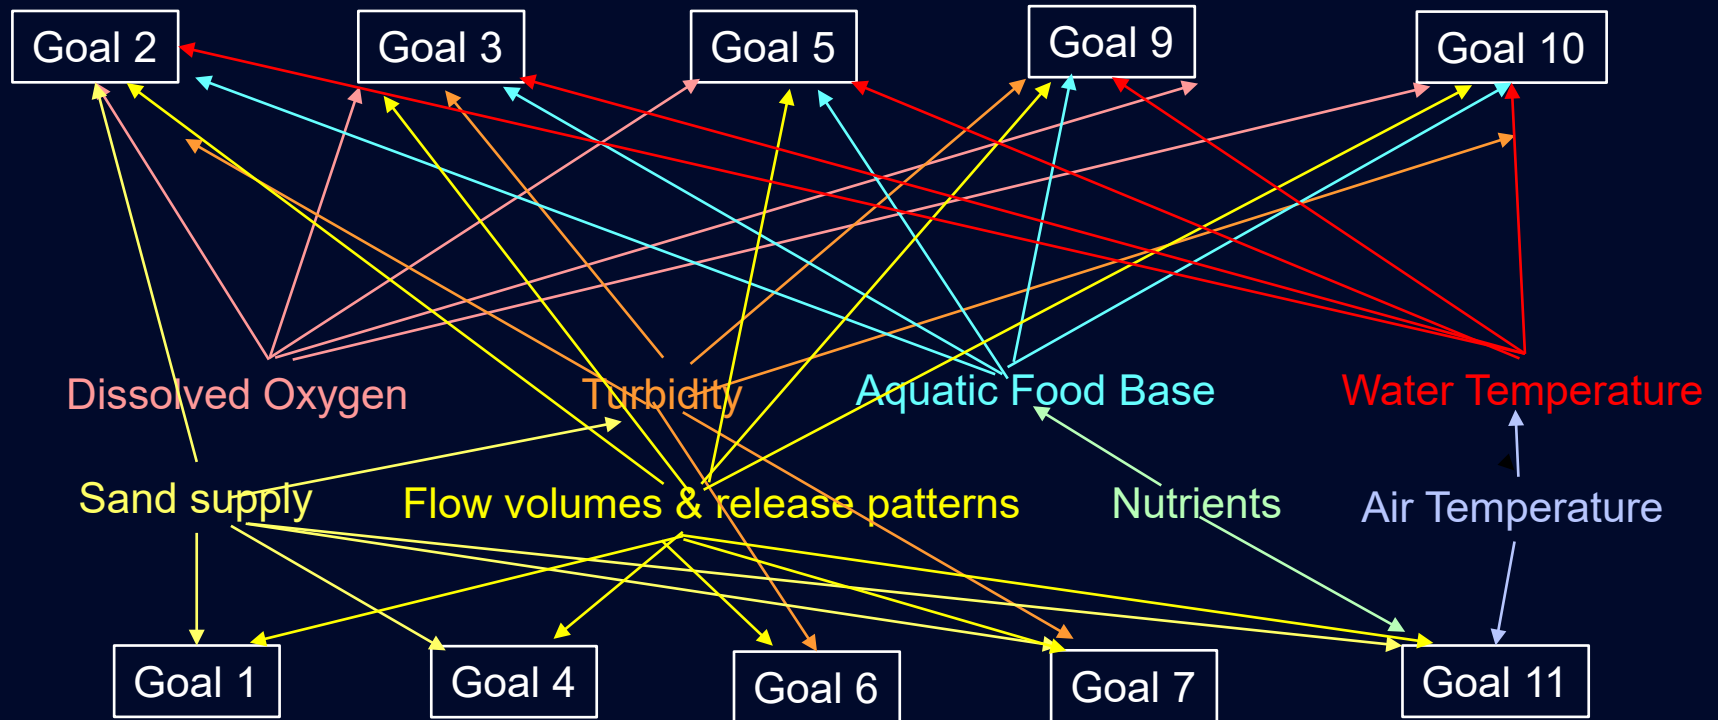 Goal 2
Goal 3
Goal 5
Goal 9
Goal 10
Dissolved Oxygen
Turbidity
Aquatic Food Base
Water Temperature
Sand supply
Flow volumes & release patterns
Nutrients
Air Temperature
Goal 1
Goal 4
Goal 6
Goal 7
Goal 11